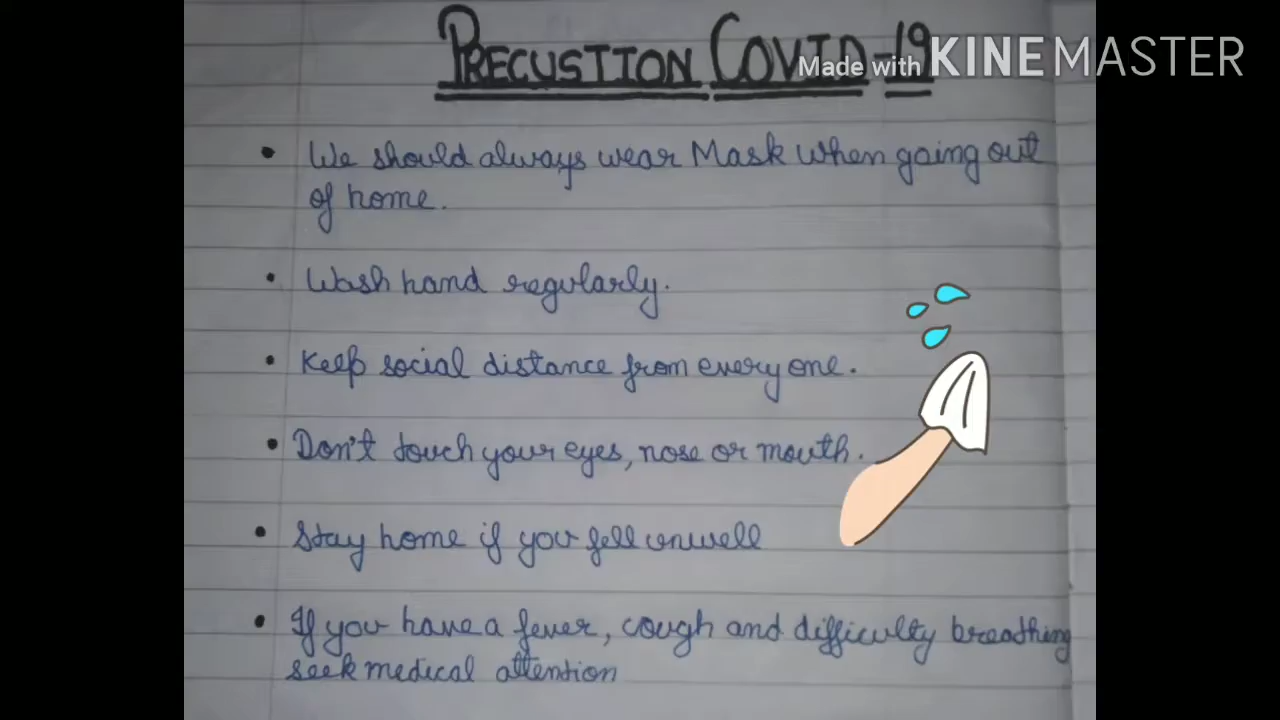 PRECUSTION COVID-19
Made with KINEMASTER
• We should always wear Mask when going out
of home.
• Wash hand regularly.
• Keep social distance from every one.
• Don't touch your eyes, nose or mouth.
• Stay home if you fell unwell
• If you have a fever, cough and difficulty breathing
seek medical attention